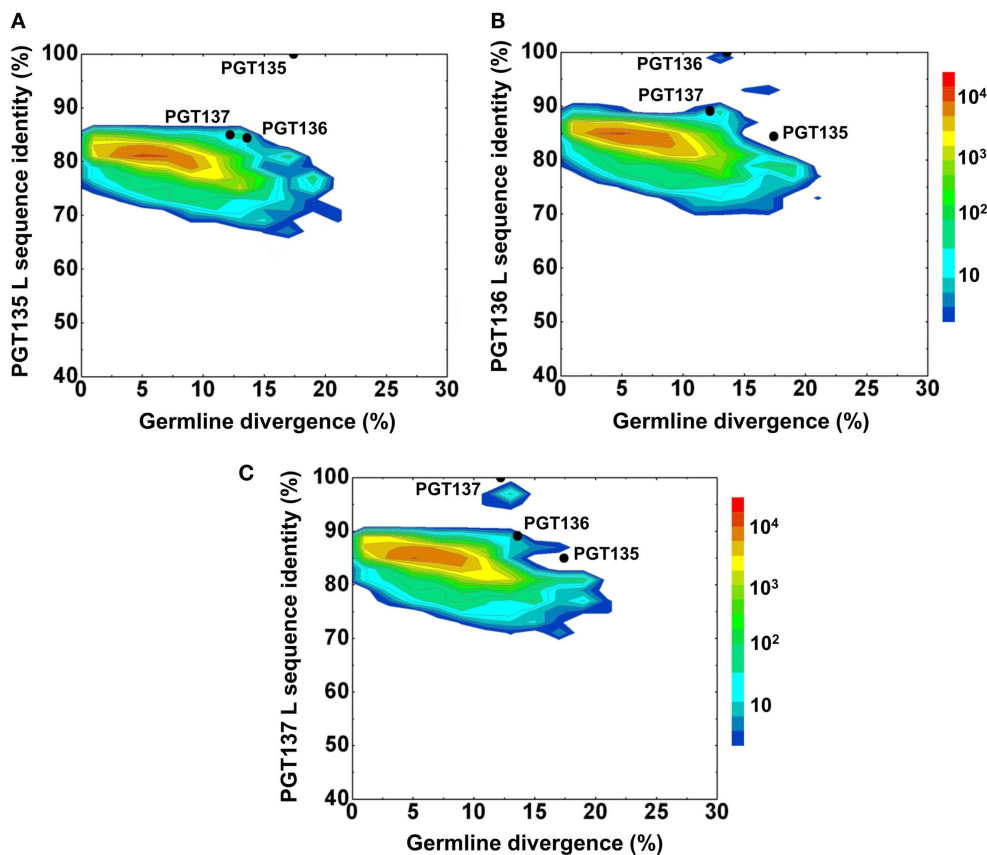 A
PGT135 L sequence identity (%)
100
90
80
70
60
50
40
PGT135
PGT137
PGT136
0 5 10 15 20 25 30
Germline divergence (%)
B
PGT136 L sequence identity (%)
100
90
80
70
60
50
40
PGT136
PGT137
PGT135
0 5 10 15 20 25 30
Germline divergence (%)
10⁴
10³
10²
10
C
PGT137 L sequence identity (%)
100
90
80
70
60
50
40
PGT137
PGT136
PGT135
0 5 10 15 20 25 30
Germline divergence (%)
10⁴
10³
10²
10